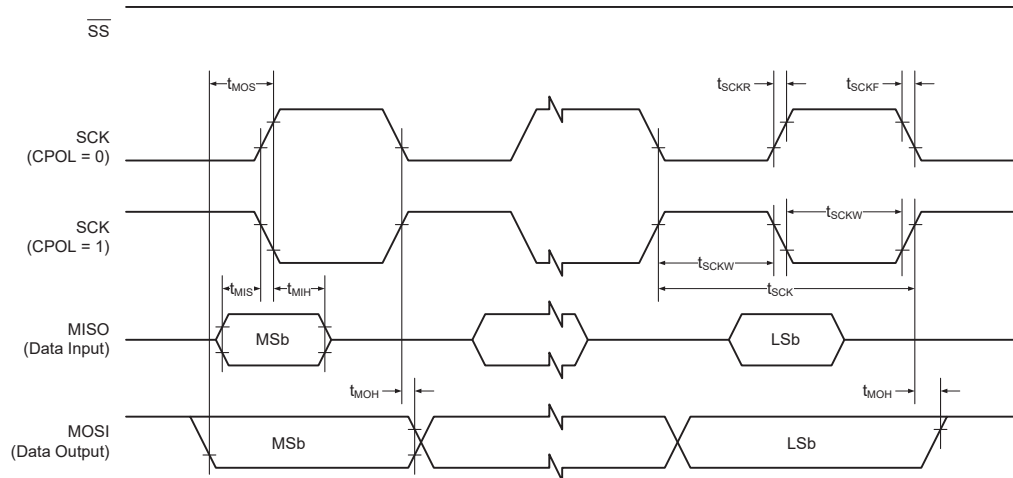 SS
tMOS
tSCKR
tSCKF
SCK
(CPOL = 0)
SCK
(CPOL = 1)
tSCKW
tSCKW
tSCK
tMIS
tMIH
MISO
(Data Input)
MSb
LSb
tMOH
tMOH
MOSI
(Data Output)
MSb
LSb